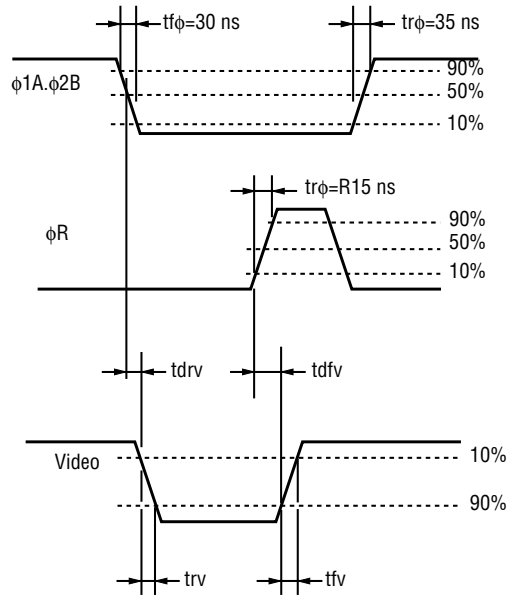 tfϕ=30 ns
trϕ=35 ns
ϕ1A.ϕ2B
90%
50%
10%
trϕ=R15 ns
ϕR
90%
50%
10%
tdrv
tdfv
Video
10%
90%
trv
tfv